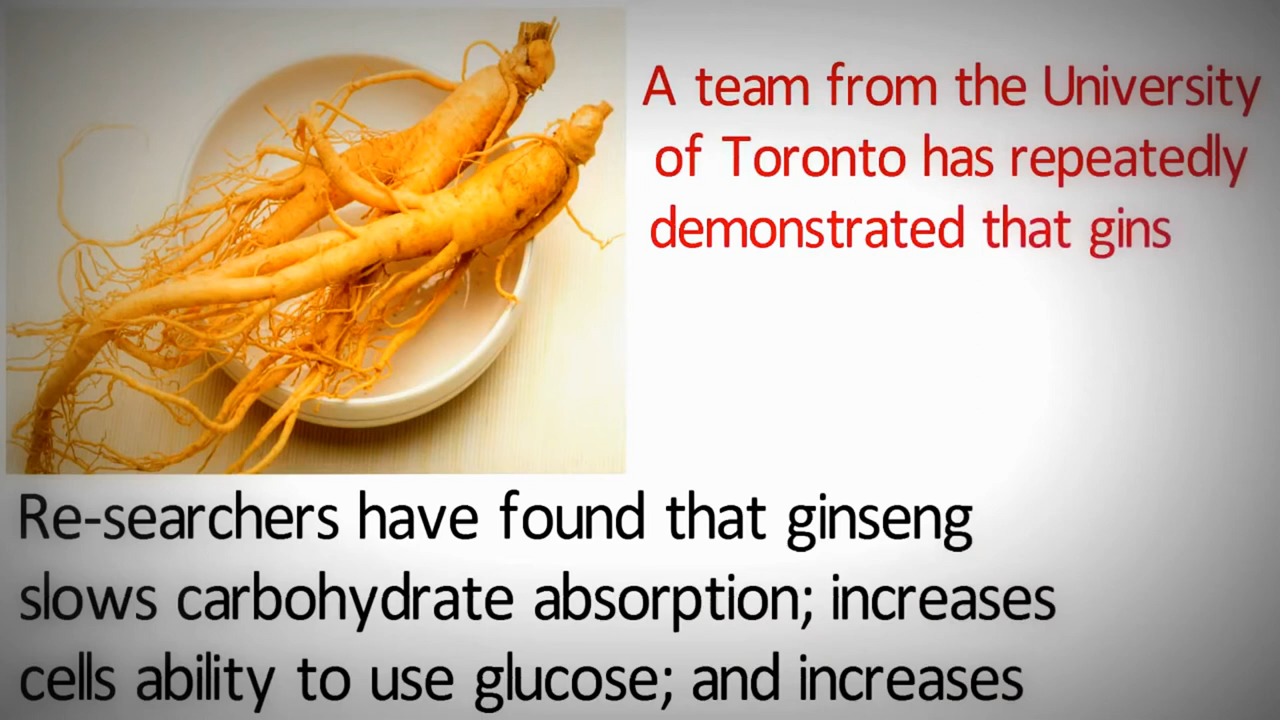 A team from the University
of Toronto has repeatedly
demonstrated that gins
Re-searchers have found that ginseng
slows carbohydrate absorption; increases
cells ability to use glucose; and increases